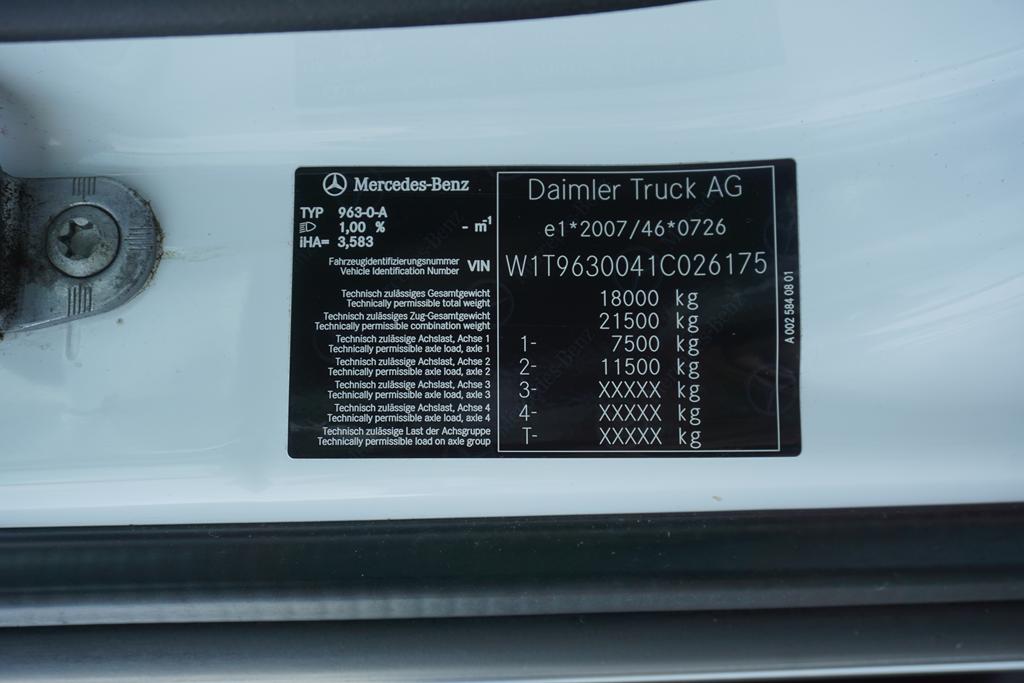 Mercedes-Benz
Daimler Truck AG
TYP 963-0-A
1,00 % - m¹
iHA= 3,583
e1*2007/46*0726
Fahrzeugidentifizierungsnummer
Vehicle Identification Number VIN W1T9630041C026175
Technisch zulässiges Gesamtgewicht
Technically permissible total weight 18000 kg
Technisch zulässiges Zug-Gesamtgewicht
Technically permissible combination weight 21500 kg
Technisch zulässige Achslast, Achse 1
Technically permissible axle load, axle 1 1- 7500 kg
Technisch zulässige Achslast, Achse 2
Technically permissible axle load, axle 2 2- 11500 kg
Technisch zulässige Achslast, Achse 3
Technically permissible axle load, axle 3 3- XXXXX kg
Technisch zulässige Achslast, Achse 4
Technically permissible axle load, axle 4 4- XXXXX kg
Technisch zulässige Last der Achsgruppe
Technically permissible load on axle group T- XXXXX kg
A 002 584 08 01